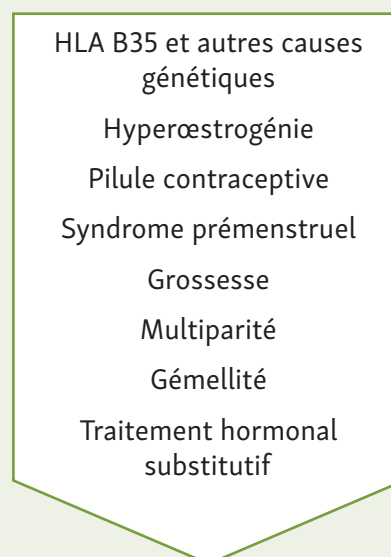 HLA B35 et autres causes
génétiques
Hyperœstrogénie
Pilule contraceptive
Syndrome prémenstruel
Grossesse
Multiparité
Gémellité
Traitement hormonal
substitutif